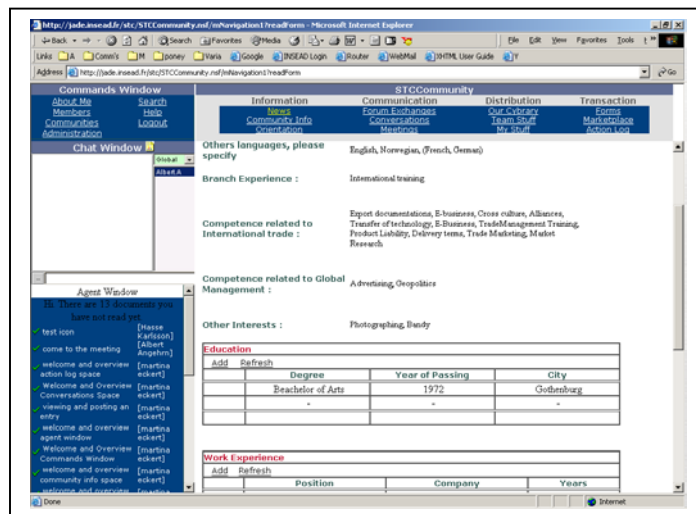 http://jade.insead.fr/stc/STCCommunity.nsf/mNavigation1?readForm - Microsoft Internet Explorer
Back Search Favorites Media File Edit View Favorites Tools
Links A Comm's M poney Varia Google INSEAD Login Router WebMail XHTML User Guide Y
Address http://jade.insead.fr/stc/STCCommunity.nsf/mNavigation1?readForm Go
Commands Window
About Me Search
Members Help
Communities Logout
Administration
STCCommunity
Information Communication Distribution Transaction
News Forum Exchanges Our Cybrary Forms
Community Info Conversations Team Stuff Marketplace
Orientation Meetings My Stuff Action Log
Chat Window
Global
Albert.A
Agent Window
Hi. There are 13 documents you
have not read yet.
test icon [Hasse Karlsson]
come to the meeting [Albert Angehrn]
welcome and overview action log space [martina eckert]
Welcome and Overview Conversations Space [martina eckert]
viewing and posting an entry [martina eckert]
welcome and overview agent window [martina eckert]
Welcome and Overview Commands Window [martina eckert]
welcome and overview community info space [martina eckert]
welcome and overview [martina
Others languages, please specify English, Norwegian, (French, German)
Branch Experience : International training
Competence related to International trade :
Export documentations, E-business, Cross culture, Alliances,
Transfer of technology, E-Business, TradeManagement Training,
Product Liability, Delivery terms, Trade Marketing, Market
Research
Competence related to Global Management : Advertising, Geopolitics
Other Interests : Photographing, Bandy
Education
Add Refresh
Degree Year of Passing City
Beachelor of Arts 1972 Gothenburg
- - -
Work Experience
Add Refresh
Position Company Years
Done Internet